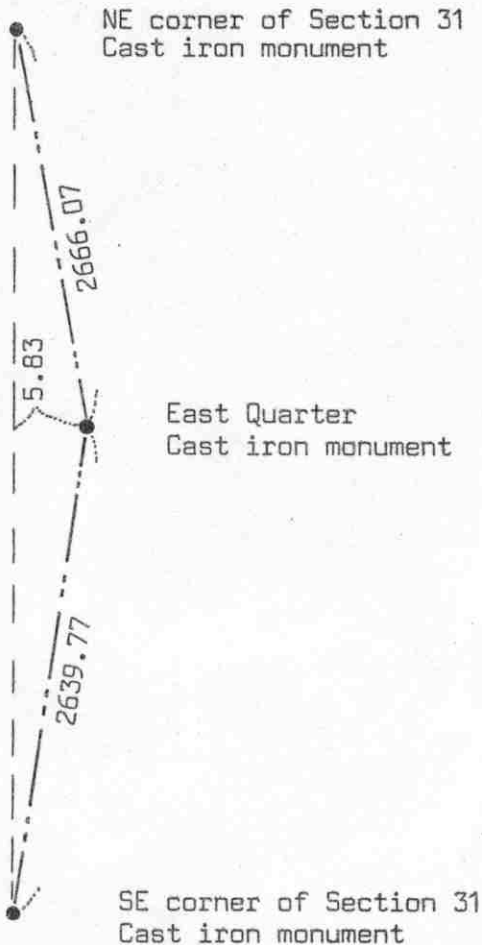 NE corner of Section 31
Cast iron monument
2666.07
5.83
East Quarter
Cast iron monument
2639.77
SE corner of Section 31
Cast iron monument